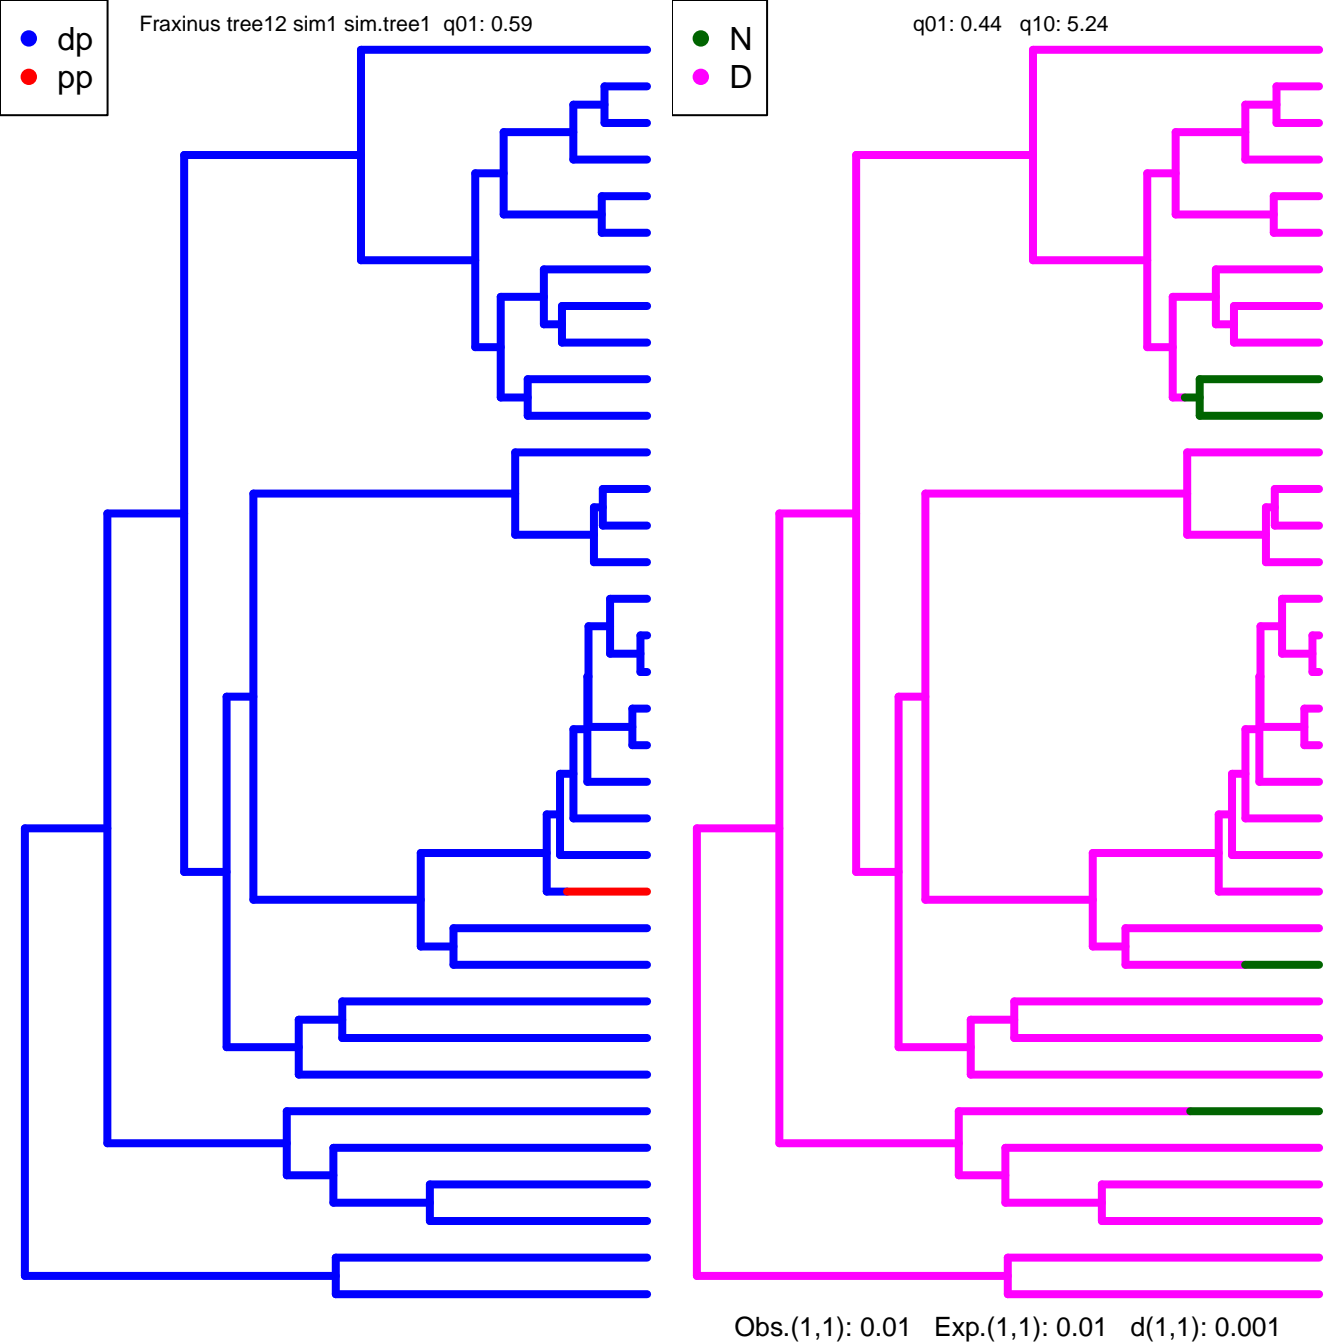 Fraxinus tree12 sim1 sim.tree1  q01: 0.59
dp
pp
q01: 0.44   q10: 5.24
N
D
Obs.(1,1): 0.01   Exp.(1,1): 0.01   d(1,1): 0.001